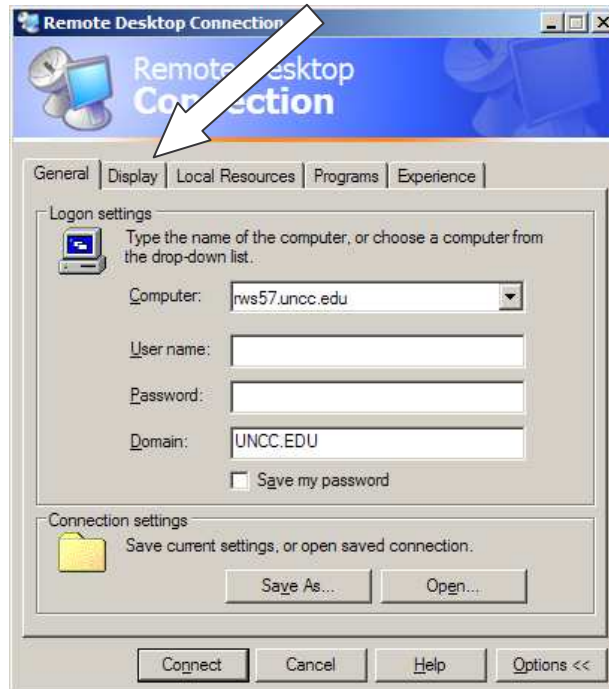 Remote Desktop Connection
Remote Desktop
Connection
General Display Local Resources Programs Experience
Logon settings
Type the name of the computer, or choose a computer from
the drop-down list.
Computer: rws57.uncc.edu
User name:
Password:
Domain: UNCC.EDU
Save my password
Connection settings
Save current settings, or open saved connection.
Save As... Open...
Connect Cancel Help Options <<